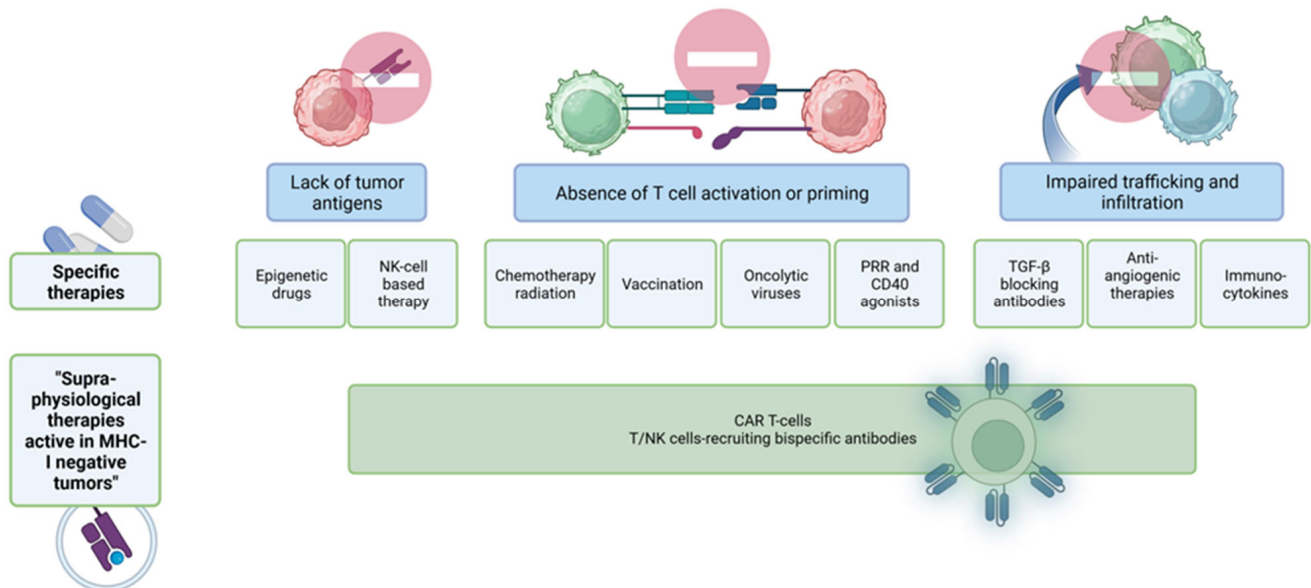 Lack of tumor
antigens
Absence of T cell activation or priming
Impaired trafficking and
infiltration
Specific
therapies
Epigenetic
drugs
NK-cell
based
therapy
Chemotherapy
radiation
Vaccination
Oncolytic
viruses
PRR and
CD40
agonists
TGF-β
blocking
antibodies
Anti-
angiogenic
therapies
Immuno-
cytokines
"Supra-
physiological
therapies
active in MHC-
I negative
tumors"
CAR T-cells
T/NK cells-recruiting bispecific antibodies